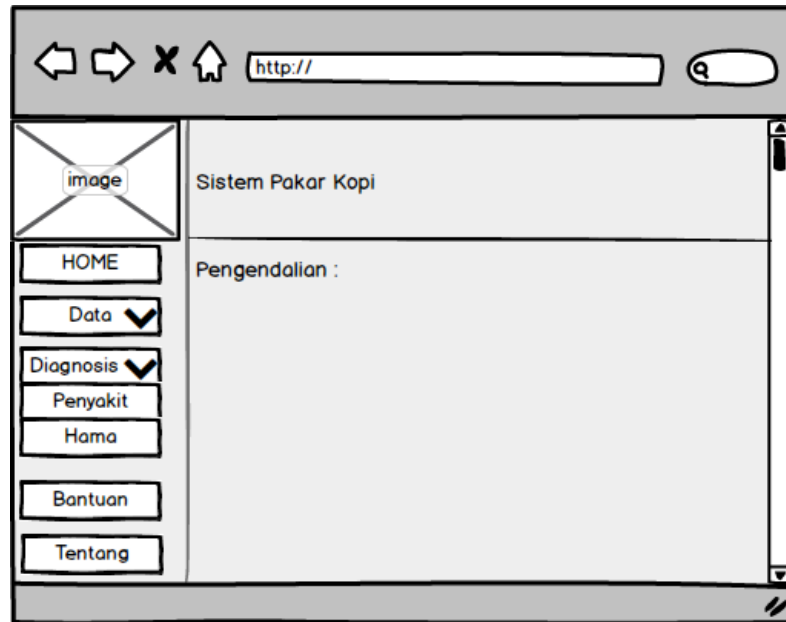 http://
image
Sistem Pakar Kopi
HOME
Data
Diagnosis
Penyakit
Hama
Bantuan
Tentang
Pengendalian :